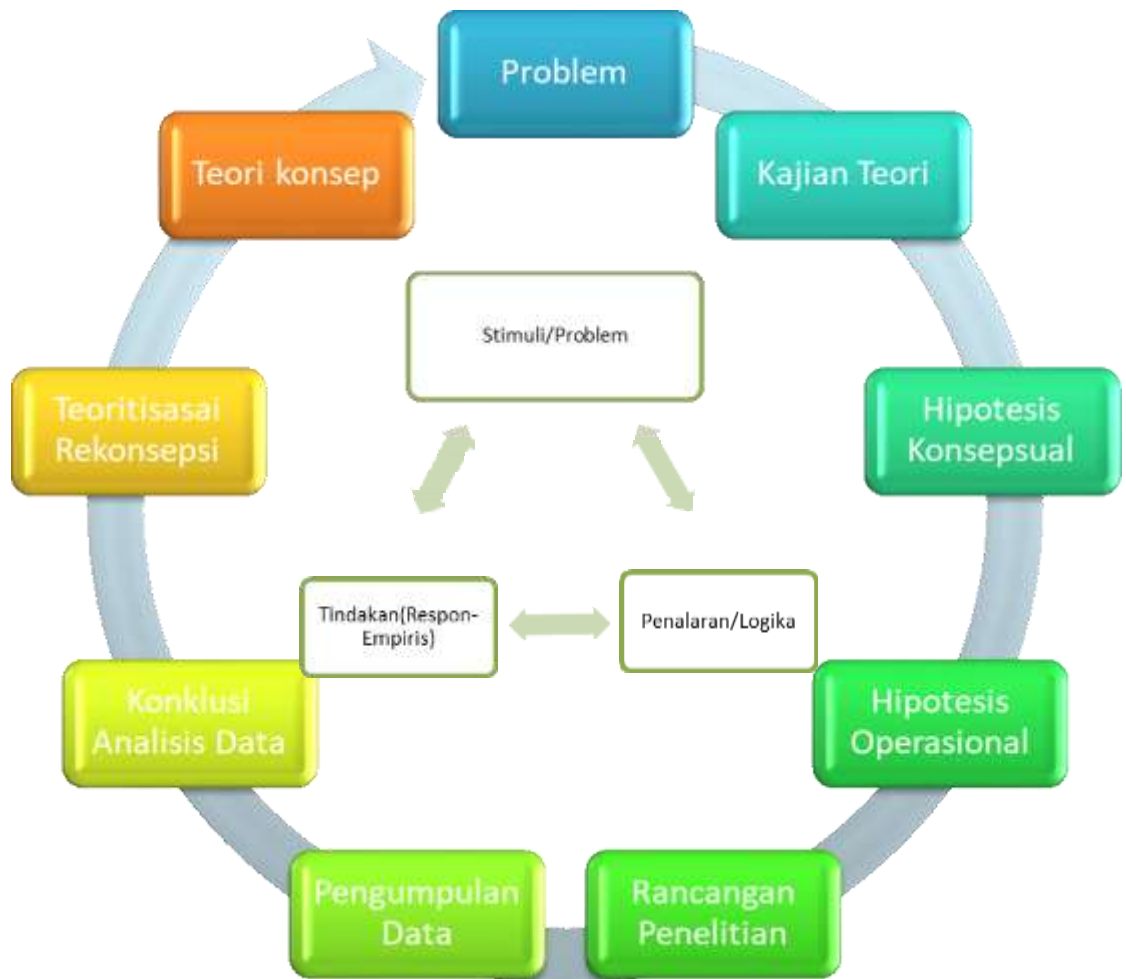 Problem
Kajian Teori
Hipotesis
Konsepsual
Hipotesis
Operasional
Rancangan
Penelitian
Pengumpulan
Data
Konklusi
Analisis Data
Teoritisasai
Rekonsepsi
Teori konsep
Stimuli/Problem
Penalaran/Logika
Tindakan(Respon-
Empiris)